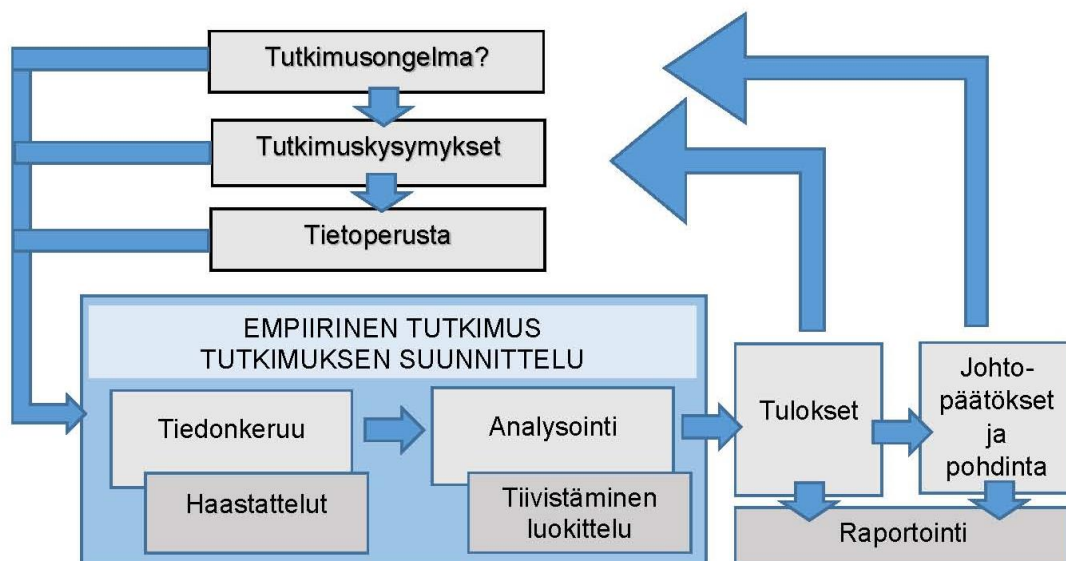 Tutkimusongelma?
Tutkimuskysymykset
Tietoperusta
EMPIIRINEN TUTKIMUS
TUTKIMUKSEN SUUNNITTELU
Tiedonkeruu
Haastattelut
Analysointi
Tiivistäminen
luokittelu
Tulokset
Johto-
päätökset
ja
pohdinta
Raportointi